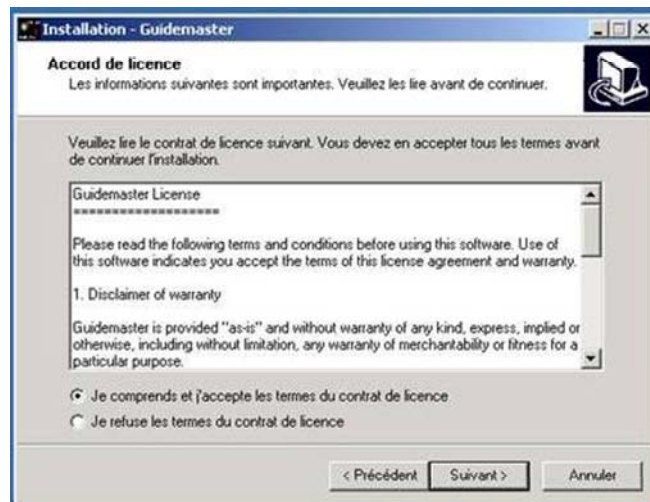 Installation - Guidemaster
Accord de licence
Les informations suivantes sont importantes. Veuillez les lire avant de continuer.
Veuillez lire le contrat de licence suivant. Vous devez en accepter tous les termes avant
de continuer l'installation.
Guidemaster License
===================
Please read the following terms and conditions before using this software. Use of
this software indicates you accept the terms of this license agreement and warranty.
1. Disclaimer of warranty
Guidemaster is provided "as-is" and without warranty of any kind, express, implied or
otherwise, including without limitation, any warranty of merchantability or fitness for a
particular purpose.
Je comprends et j'accepte les termes du contrat de licence
Je refuse les termes du contrat de licence
< Précédent Suivant > Annuler